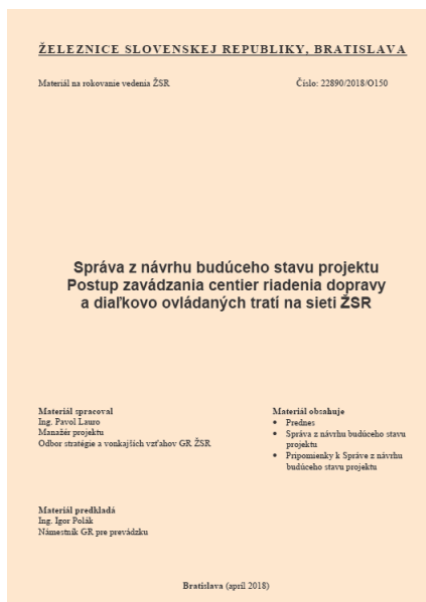 ŽELEZNICE SLOVENSKEJ REPUBLIKY, BRATISLAVA
Materiál na rokovanie vedenia ŽSR
Číslo: 22890/2018/O150
Správa z návrhu budúceho stavu projektu
Postup zavádzania centier riadenia dopravy
a diaľkovo ovládaných tratí na sieti ŽSR
Materiál spracoval
Ing. Pavol Lauro
Manažér projektu
Odbor stratégie a vonkajších vzťahov GR ŽSR
Materiál obsahuje
• Prednes
• Správa z návrhu budúceho stavu
projektu
• Pripomienky k Správe z návrhu
budúceho stavu projektu
Materiál predkladá
Ing. Igor Polák
Námestník GR pre prevádzku
Bratislava (apríl 2018)